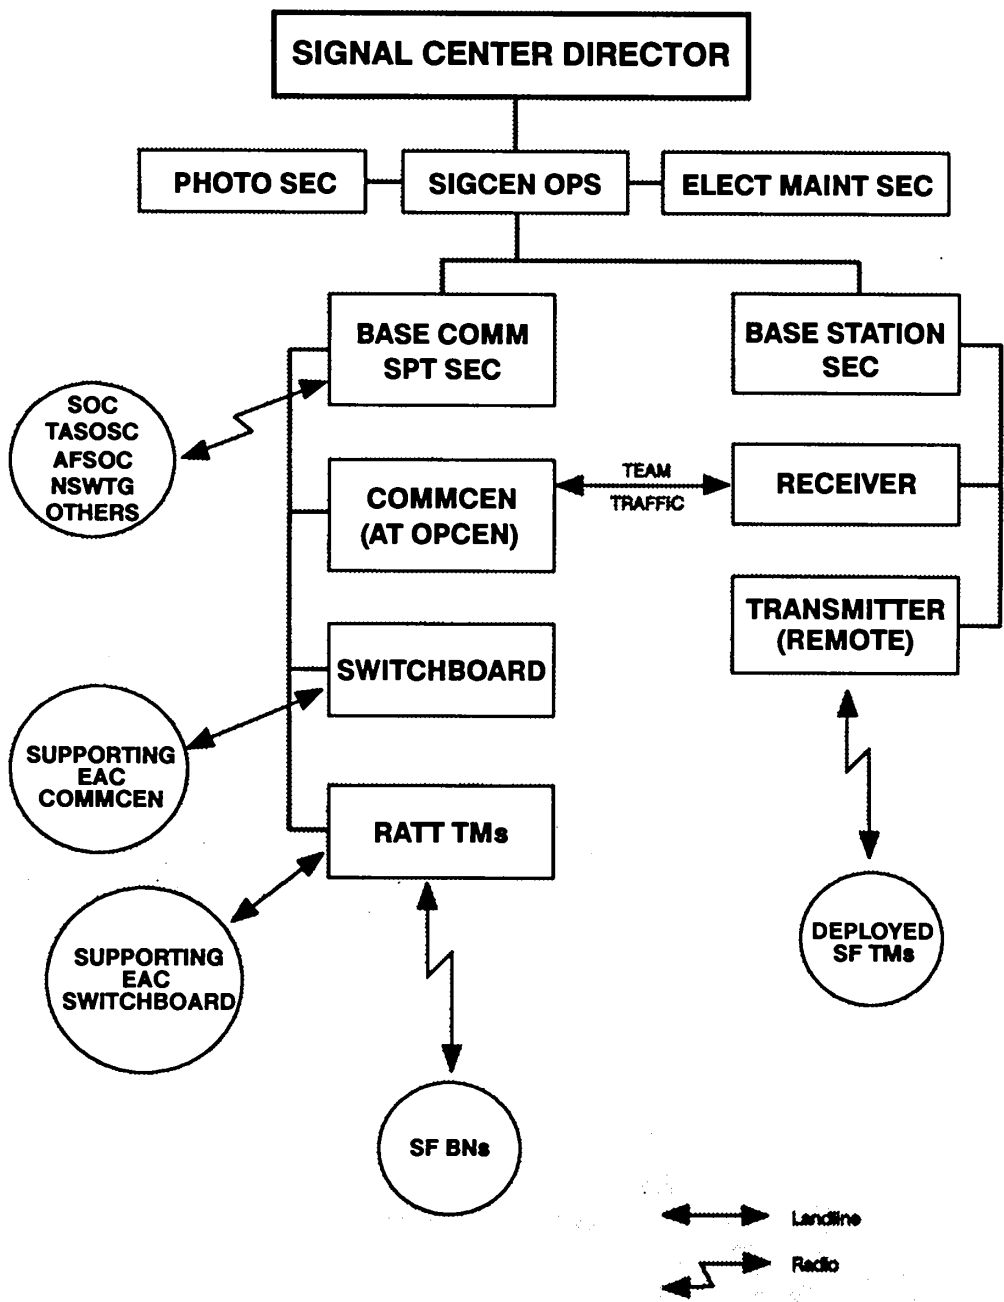 SIGNAL CENTER DIRECTOR
PHOTO SEC
SIGCEN OPS
ELECT MAINT SEC
BASE COMM
SPT SEC
BASE STATION
SEC
SOC
TASOSC
AFSOC
NSWTG
OTHERS
COMMCEN
(AT OPCEN)
TEAM
TRAFFIC
RECEIVER
TRANSMITTER
(REMOTE)
SWITCHBOARD
SUPPORTING
EAC
COMMCEN
RATT TMs
SUPPORTING
EAC
SWITCHBOARD
DEPLOYED
SF TMs
SF BNs
Landline
Radio